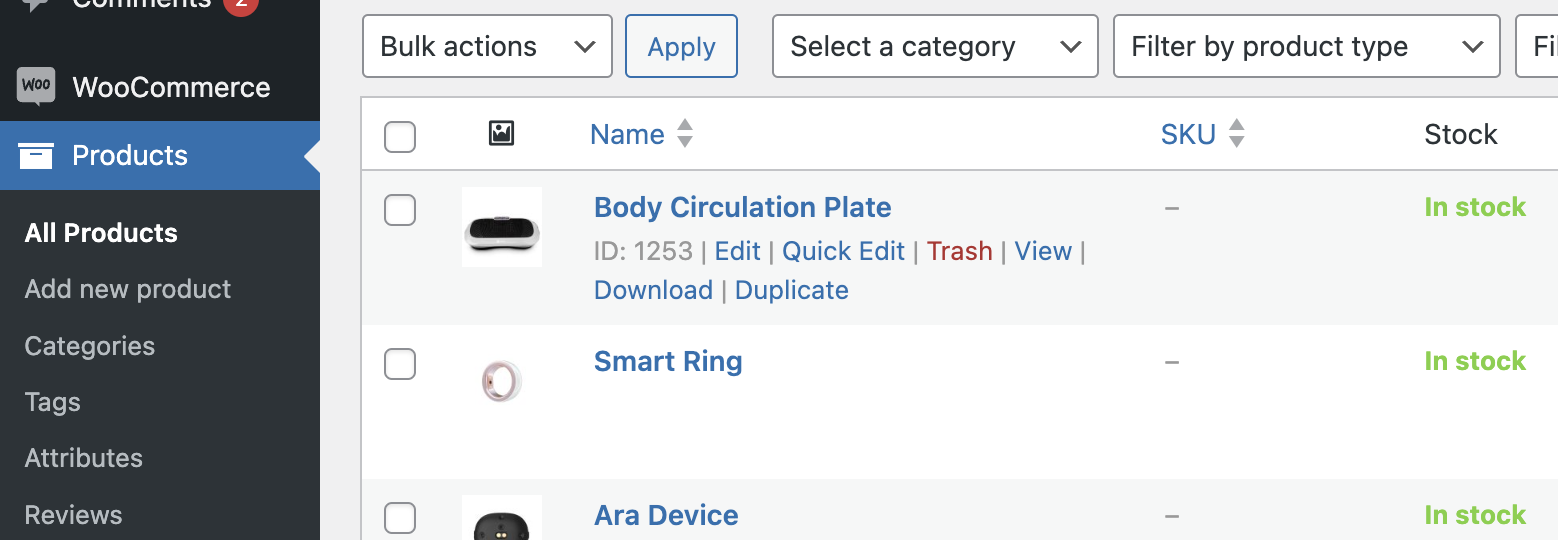 Comments 2
WooCommerce
Products
All Products
Add new product
Categories
Tags
Attributes
Reviews
Bulk actions Apply Select a category Filter by product type
Name SKU Stock
Body Circulation Plate – In stock
ID: 1253 | Edit | Quick Edit | Trash | View |
Download | Duplicate
Smart Ring – In stock
Ara Device – In stock